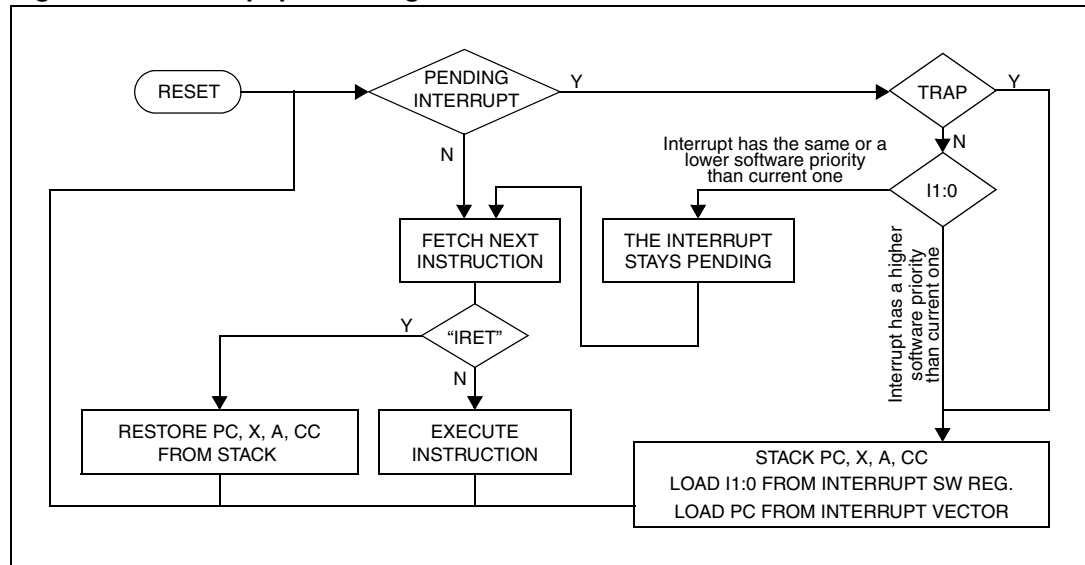 RESET
PENDING
INTERRUPT
Y
TRAP
Y
N
N
Interrupt has the same or a
lower software priority
than current one
I1:0
FETCH NEXT
INSTRUCTION
THE INTERRUPT
STAYS PENDING
Interrupt has a higher
software priority
than current one
Y
“IRET”
N
RESTORE PC, X, A, CC
FROM STACK
EXECUTE
INSTRUCTION
STACK PC, X, A, CC
LOAD I1:0 FROM INTERRUPT SW REG.
LOAD PC FROM INTERRUPT VECTOR